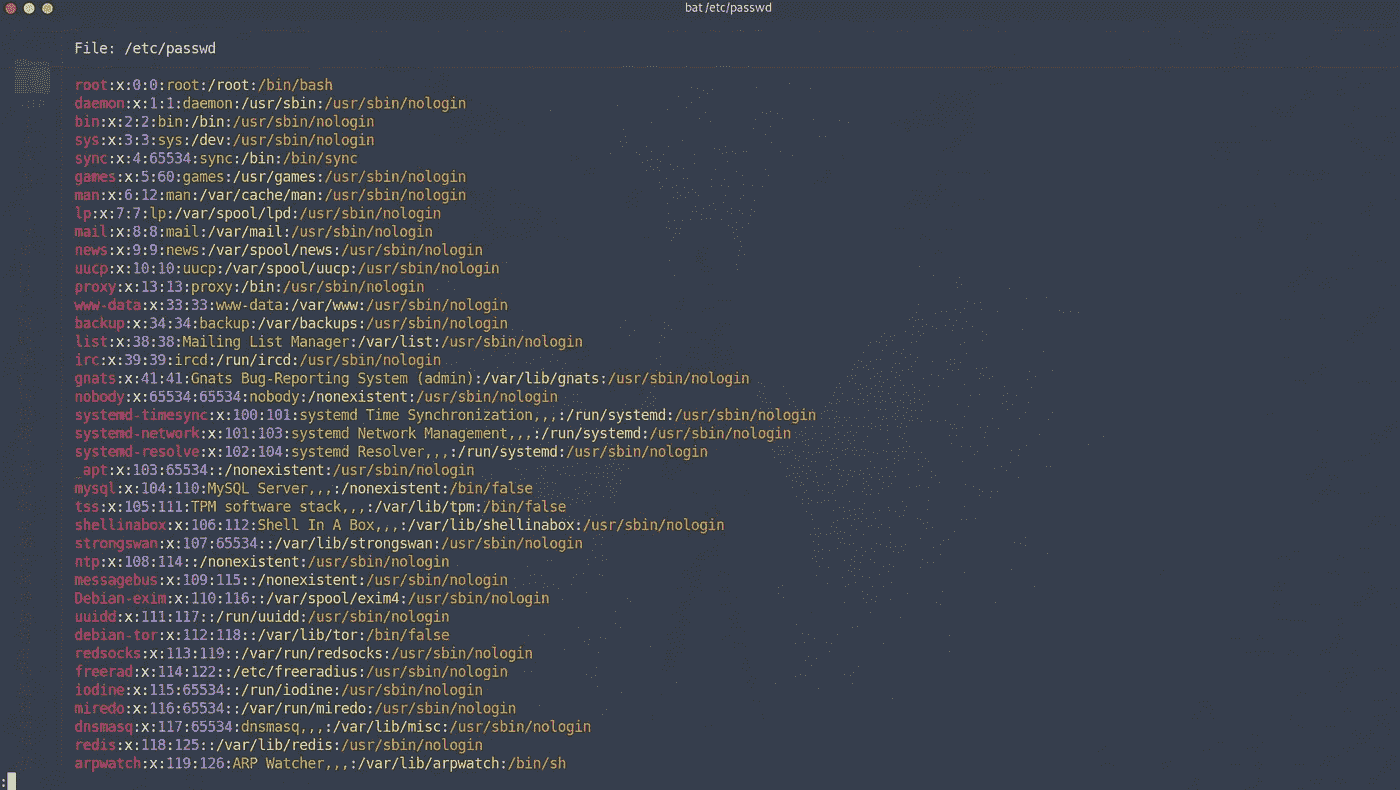 bat /etc/passwd
File: /etc/passwd
root:x:0:0:root:/root:/bin/bash
daemon:x:1:1:daemon:/usr/sbin:/usr/sbin/nologin
bin:x:2:2:bin:/bin:/usr/sbin/nologin
sys:x:3:3:sys:/dev:/usr/sbin/nologin
sync:x:4:65534:sync:/bin:/bin/sync
games:x:5:60:games:/usr/games:/usr/sbin/nologin
man:x:6:12:man:/var/cache/man:/usr/sbin/nologin
lp:x:7:7:lp:/var/spool/lpd:/usr/sbin/nologin
mail:x:8:8:mail:/var/mail:/usr/sbin/nologin
news:x:9:9:news:/var/spool/news:/usr/sbin/nologin
uucp:x:10:10:uucp:/var/spool/uucp:/usr/sbin/nologin
proxy:x:13:13:proxy:/bin:/usr/sbin/nologin
www-data:x:33:33:www-data:/var/www:/usr/sbin/nologin
backup:x:34:34:backup:/var/backups:/usr/sbin/nologin
list:x:38:38:Mailing List Manager:/var/list:/usr/sbin/nologin
irc:x:39:39:ircd:/run/ircd:/usr/sbin/nologin
gnats:x:41:41:Gnats Bug-Reporting System (admin):/var/lib/gnats:/usr/sbin/nologin
nobody:x:65534:65534:nobody:/nonexistent:/usr/sbin/nologin
systemd-timesync:x:100:101:systemd Time Synchronization,,,:/run/systemd:/usr/sbin/nologin
systemd-network:x:101:103:systemd Network Management,,,:/run/systemd:/usr/sbin/nologin
systemd-resolve:x:102:104:systemd Resolver,,,:/run/systemd:/usr/sbin/nologin
_apt:x:103:65534::/nonexistent:/usr/sbin/nologin
mysql:x:104:110:MySQL Server,,,:/nonexistent:/bin/false
tss:x:105:111:TPM software stack,,,:/var/lib/tpm:/bin/false
shellinabox:x:106:112:Shell In A Box,,,:/var/lib/shellinabox:/usr/sbin/nologin
strongswan:x:107:65534::/var/lib/strongswan:/usr/sbin/nologin
ntp:x:108:114::/nonexistent:/usr/sbin/nologin
messagebus:x:109:115::/nonexistent:/usr/sbin/nologin
Debian-exim:x:110:116::/var/spool/exim4:/usr/sbin/nologin
uuidd:x:111:117::/run/uuidd:/usr/sbin/nologin
debian-tor:x:112:118::/var/lib/tor:/bin/false
redsocks:x:113:119::/var/run/redsocks:/usr/sbin/nologin
freerad:x:114:122::/etc/freeradius:/usr/sbin/nologin
iodine:x:115:65534::/run/iodine:/usr/sbin/nologin
miredo:x:116:65534::/var/run/miredo:/usr/sbin/nologin
dnsmasq:x:117:65534:dnsmasq,,,:/var/lib/misc:/usr/sbin/nologin
redis:x:118:125::/var/lib/redis:/usr/sbin/nologin
arpwatch:x:119:126:ARP Watcher,,,:/var/lib/arpwatch:/bin/sh
: